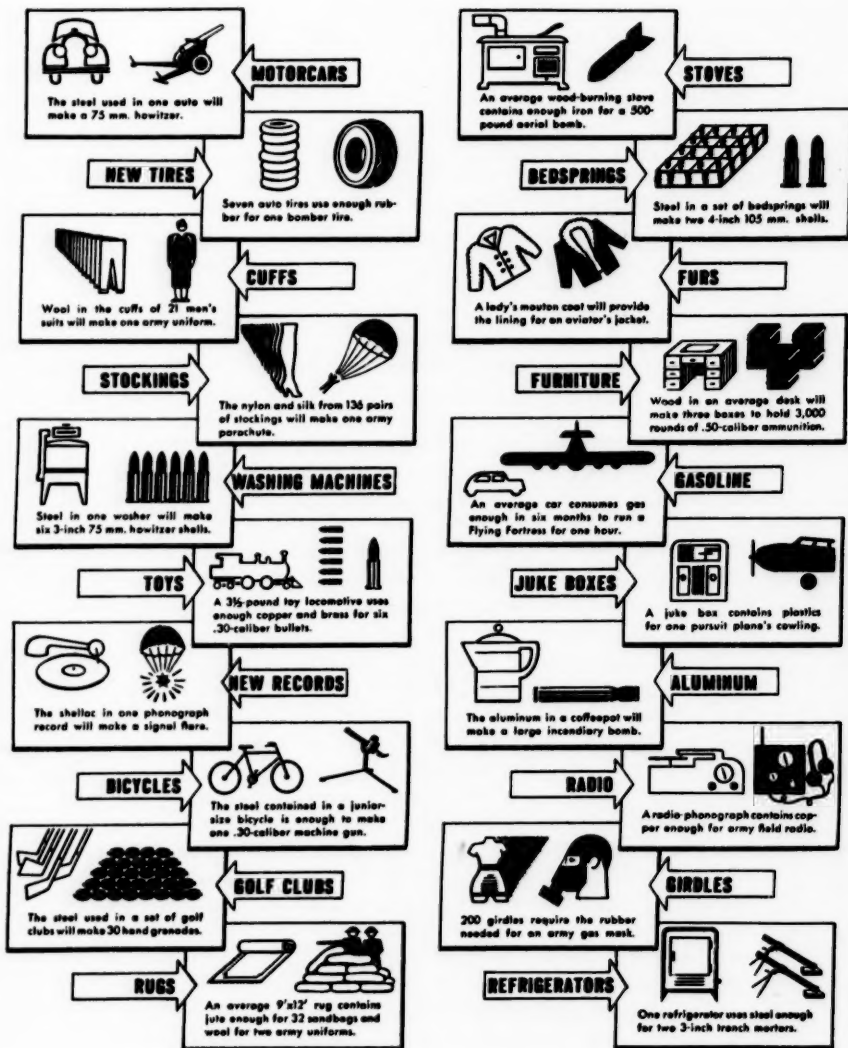 MOTORCARS
The steel used in one auto will
make a 75 mm. howitzer.
NEW TIRES
Seven auto tires use enough rub-
ber for one bomber tire.
CUFFS
Wool in the cuffs of 21 men's
suits will make one army uniform.
STOCKINGS
The nylon and silk from 136 pairs
of stockings will make one army
parachute.
WASHING MACHINES
Steel in one washer will make
six 3-inch 75 mm. howitzer shells.
TOYS
A 3½-pound toy locomotive uses
enough copper and brass for six
.30-caliber bullets.
NEW RECORDS
The shellac in one phonograph
record will make a signal flare.
BICYCLES
The steel contained in a junior-
size bicycle is enough to make
one .30-caliber machine gun.
GOLF CLUBS
The steel used in a set of golf
clubs will make 30 hand grenades.
RUGS
An average 9'x12' rug contains
jute enough for 32 sandbags and
wool for two army uniforms.
STOVES
An average wood-burning stove
contains enough iron for a 500-
pound aerial bomb.
BEDSPRINGS
Steel in a set of bedsprings will
make two 4-inch 105 mm. shells.
FURS
A lady's mouton coat will provide
the lining for an aviator's jacket.
FURNITURE
Wood in an average desk will
make three boxes to hold 3,000
rounds of .50-caliber ammunition.
GASOLINE
An average car consumes gas
enough in six months to run a
Flying Fortress for one hour.
JUKE BOXES
A juke box contains plastics
for one pursuit plane's cowling.
ALUMINUM
The aluminum in a coffeepot will
make a large incendiary bomb.
RADIO
A radio-phonograph contains cop-
per enough for army field radio.
GIRDLES
200 girdles require the rubber
needed for an army gas mask.
REFRIGERATORS
One refrigerator uses steel enough
for two 3-inch trench mortars.